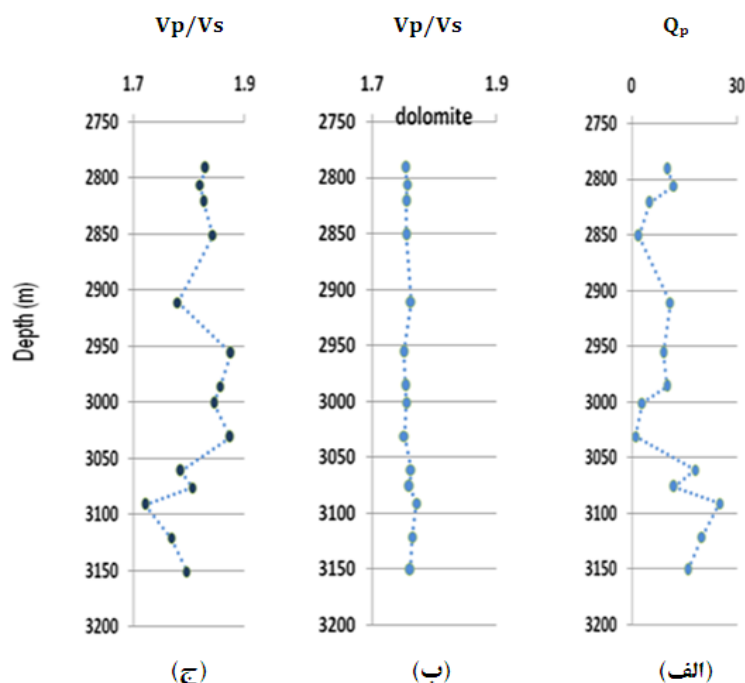 Vp/Vs Vp/Vs Qₚ
1.7 1.9 1.7 1.9 0 30
dolomite
2750 2750 2750
2800 2800 2800
2850 2850 2850
2900 2900 2900
2950 2950 2950
Depth (m)
3000 3000 3000
3050 3050 3050
3100 3100 3100
3150 3150 3150
3200 3200 3200
(ج) (ب) (الف)